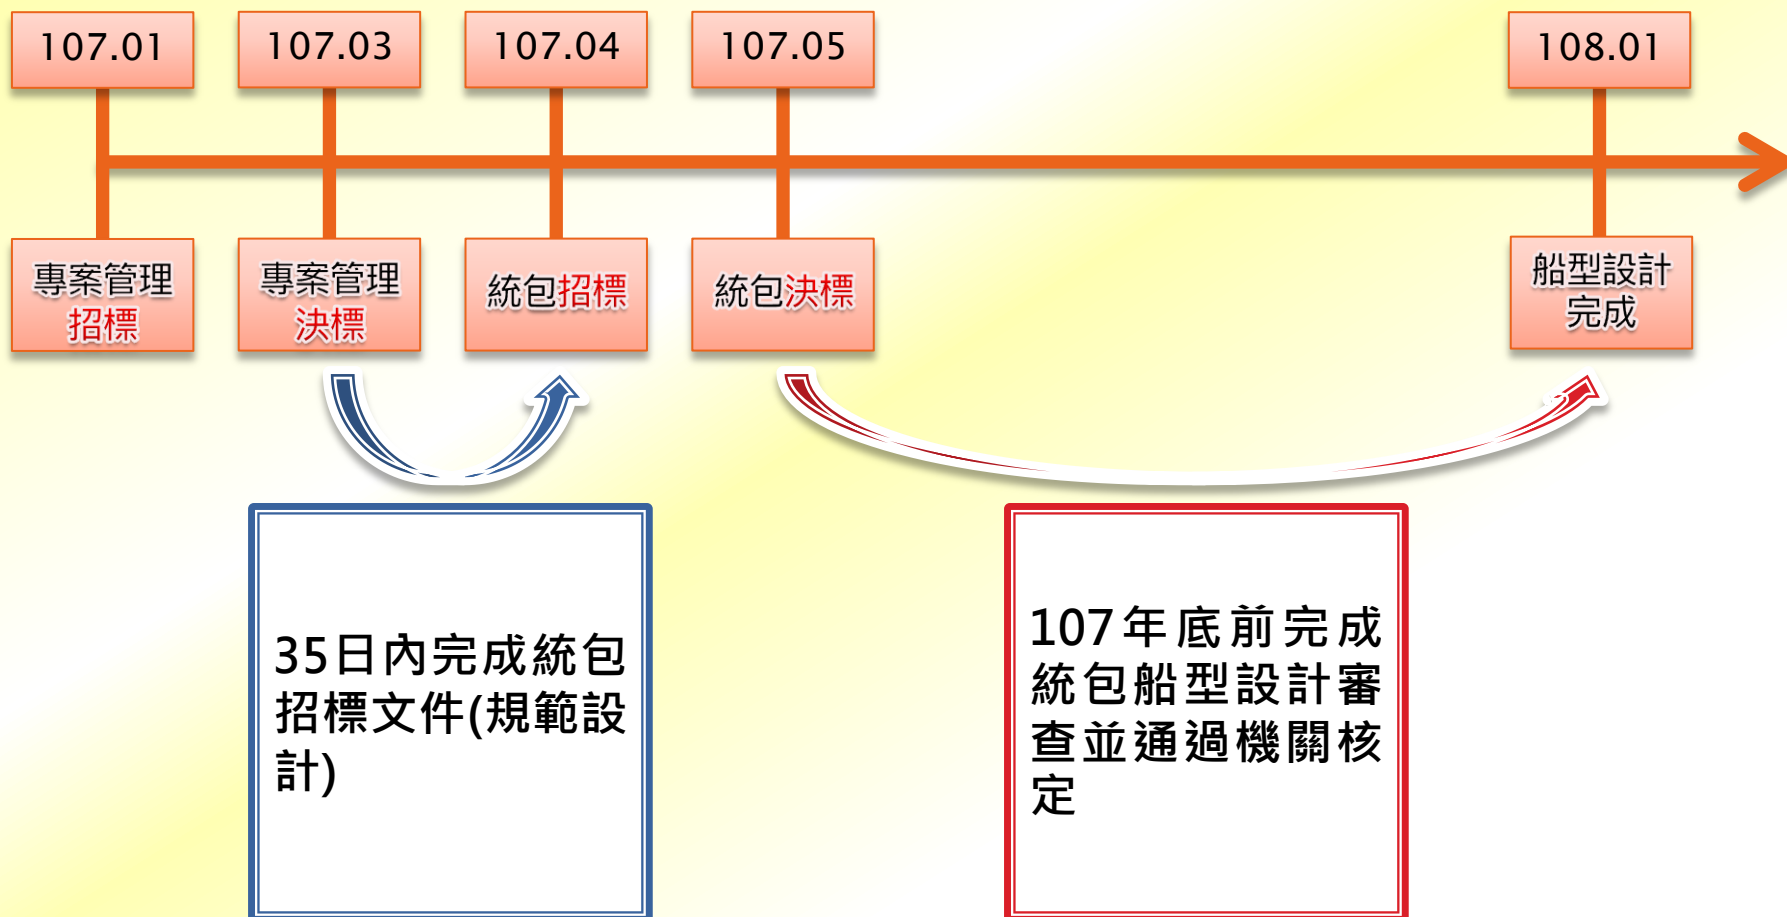 107.01
107.03
107.04
107.05
108.01
專案管理
招標
專案管理
決標
統包招標
統包決標
船型設計
完成
35日內完成統包
招標文件(規範設
計)
107年底前完成
統包船型設計審
查並通過機關核
定